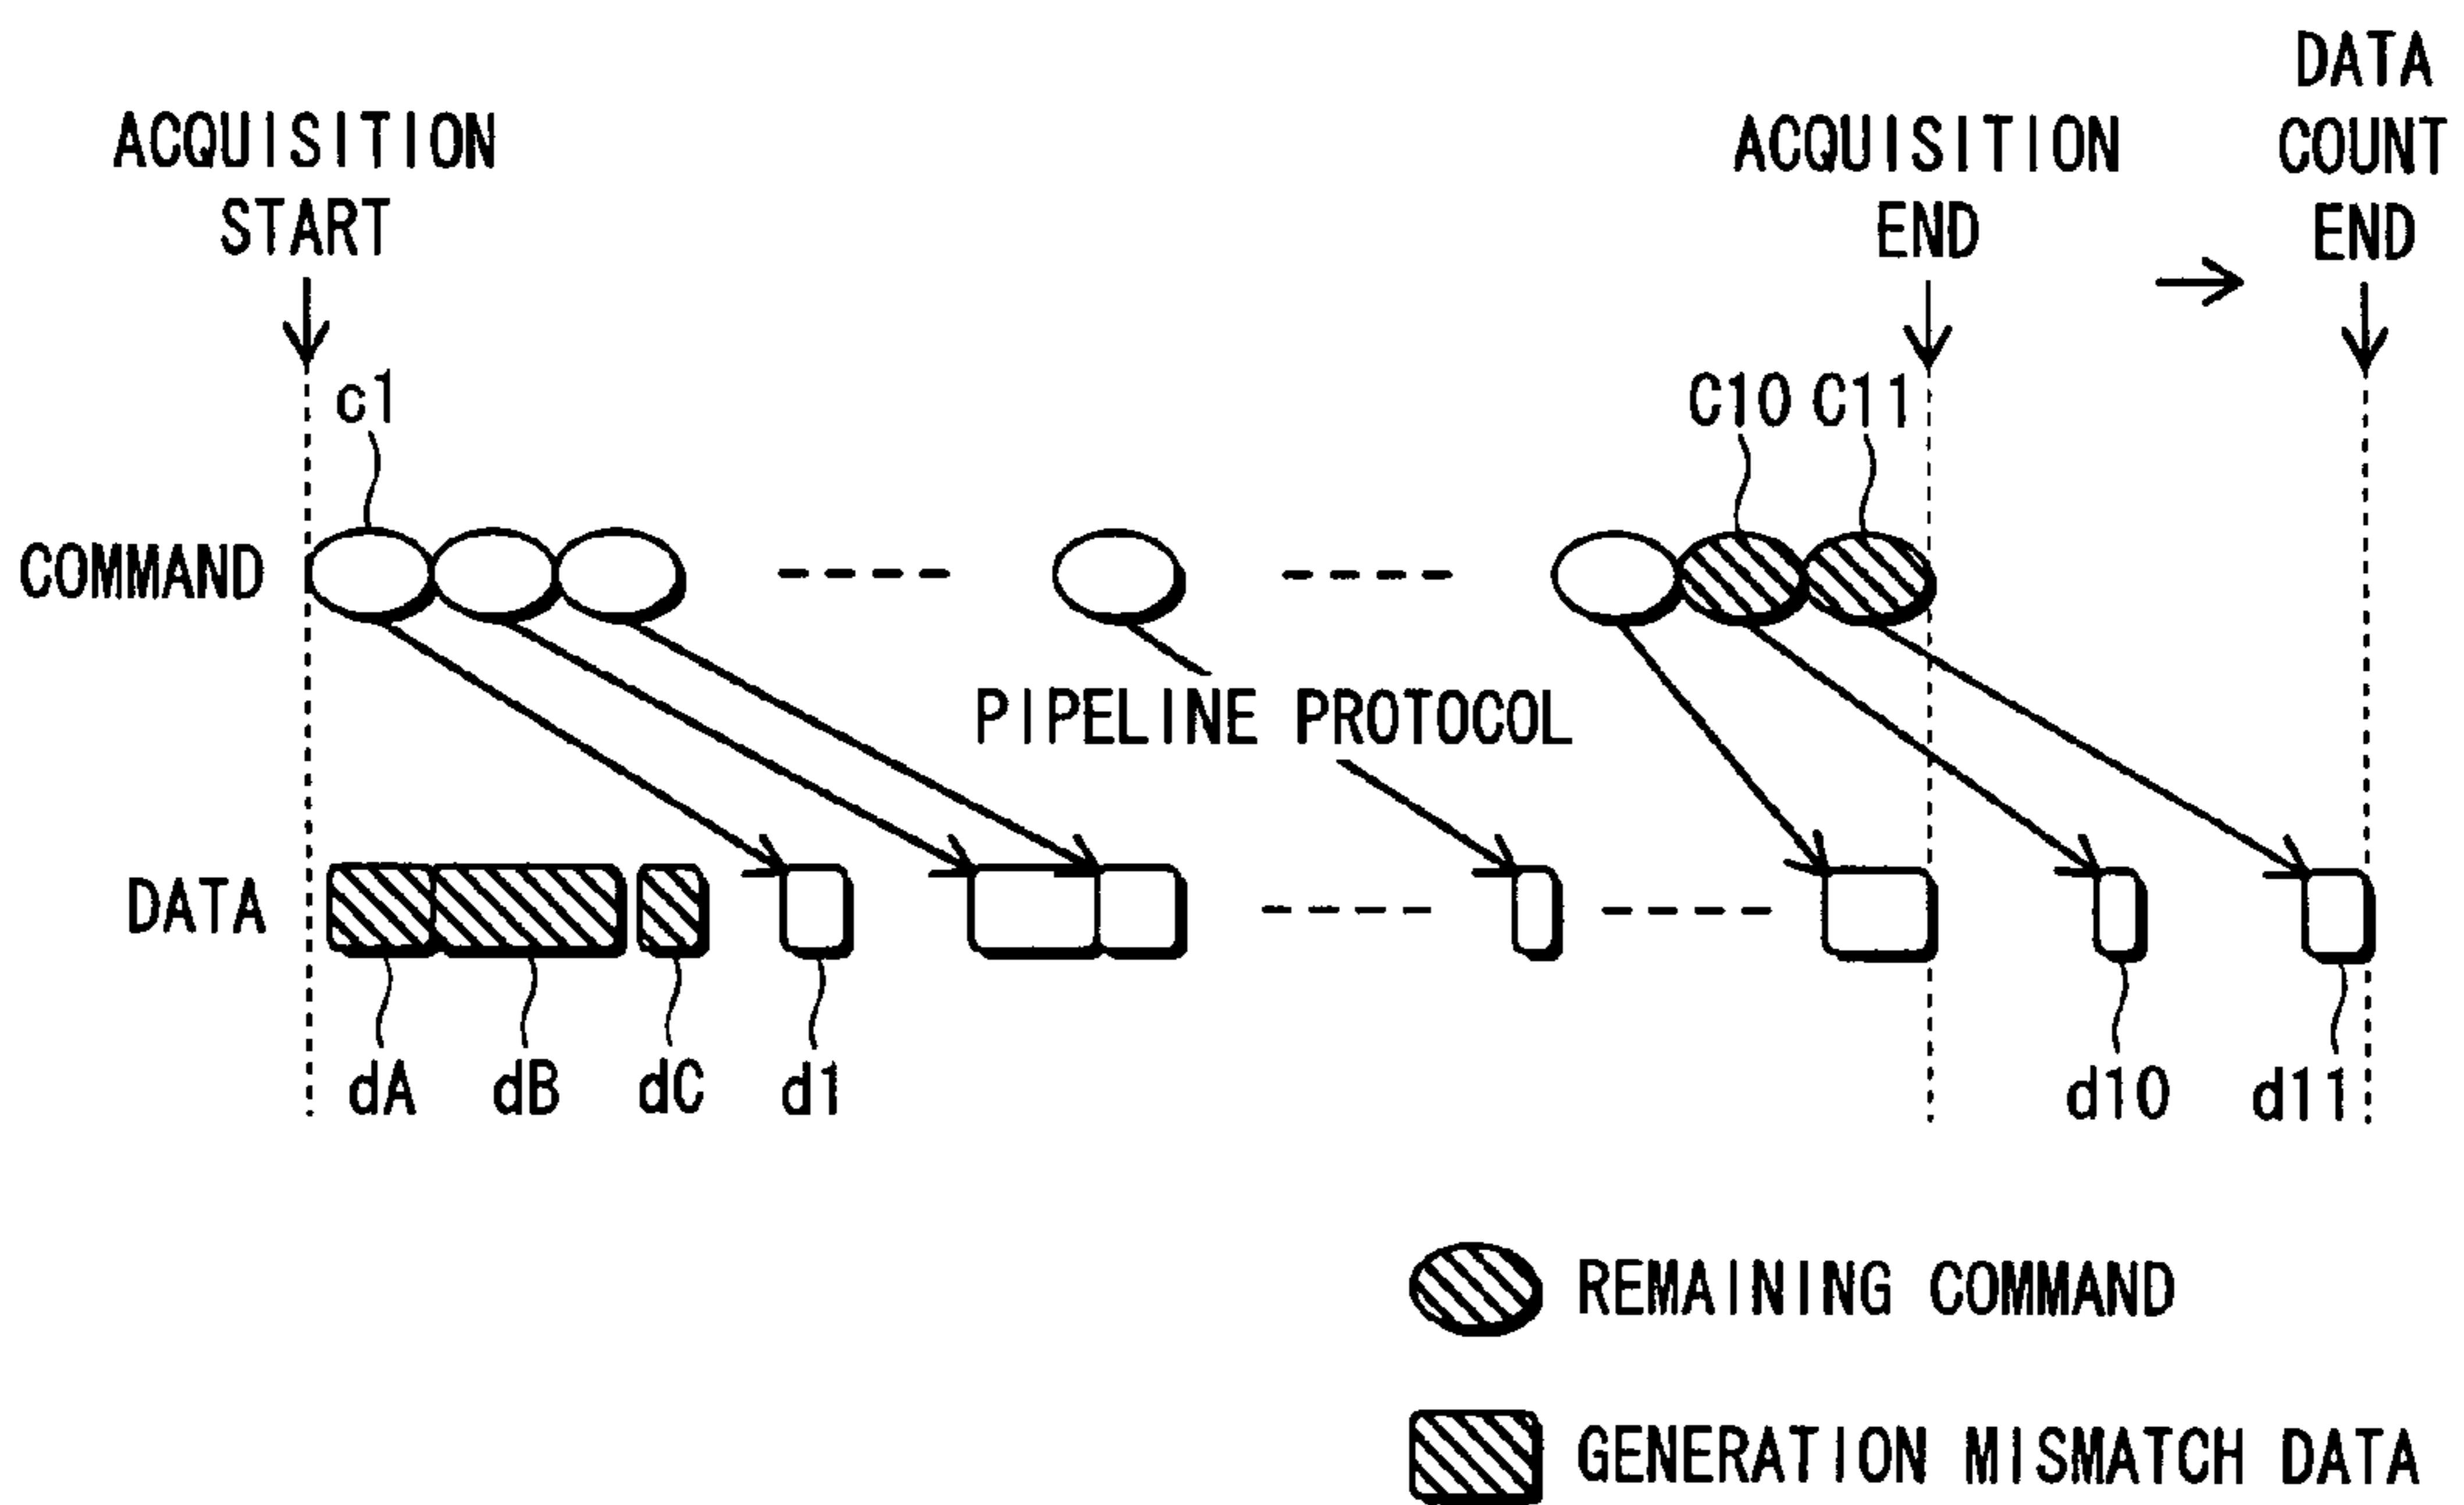 DATA
ACQUISITION
ACQUISITION
COUNT
START
END
END
c1
C10 C11
COMMAND
PIPELINE PROTOCOL
DATA
dA
dB
dC
d1
d10
d11
REMAINING COMMAND
GENERATION MISMATCH DATA